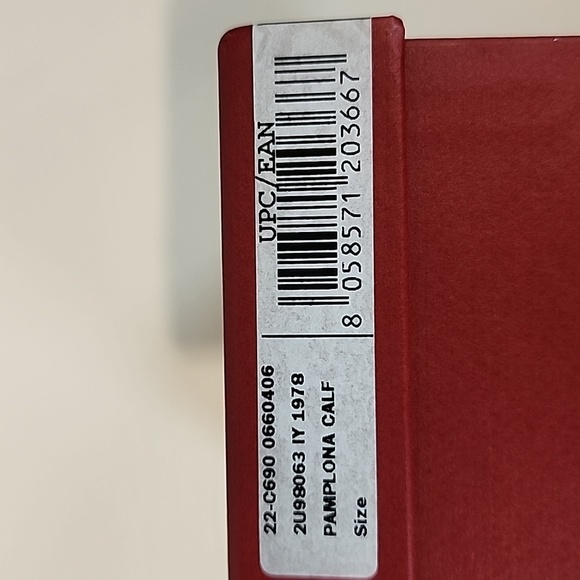 22-C690 0660406
2U98063 IY 1978
PAMPLONA CALF
Size
UPC/EAN
8 058571 203667